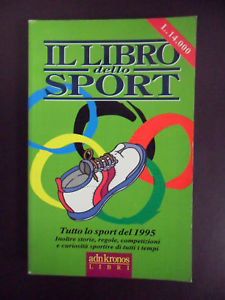 IL LIBRO
dello
SPORT
L. 14.000
Tutto lo sport del 1995
Inoltre storie, regole, competizioni
e curiosità sportive di tutti i tempi
adnkronos
LIBRI